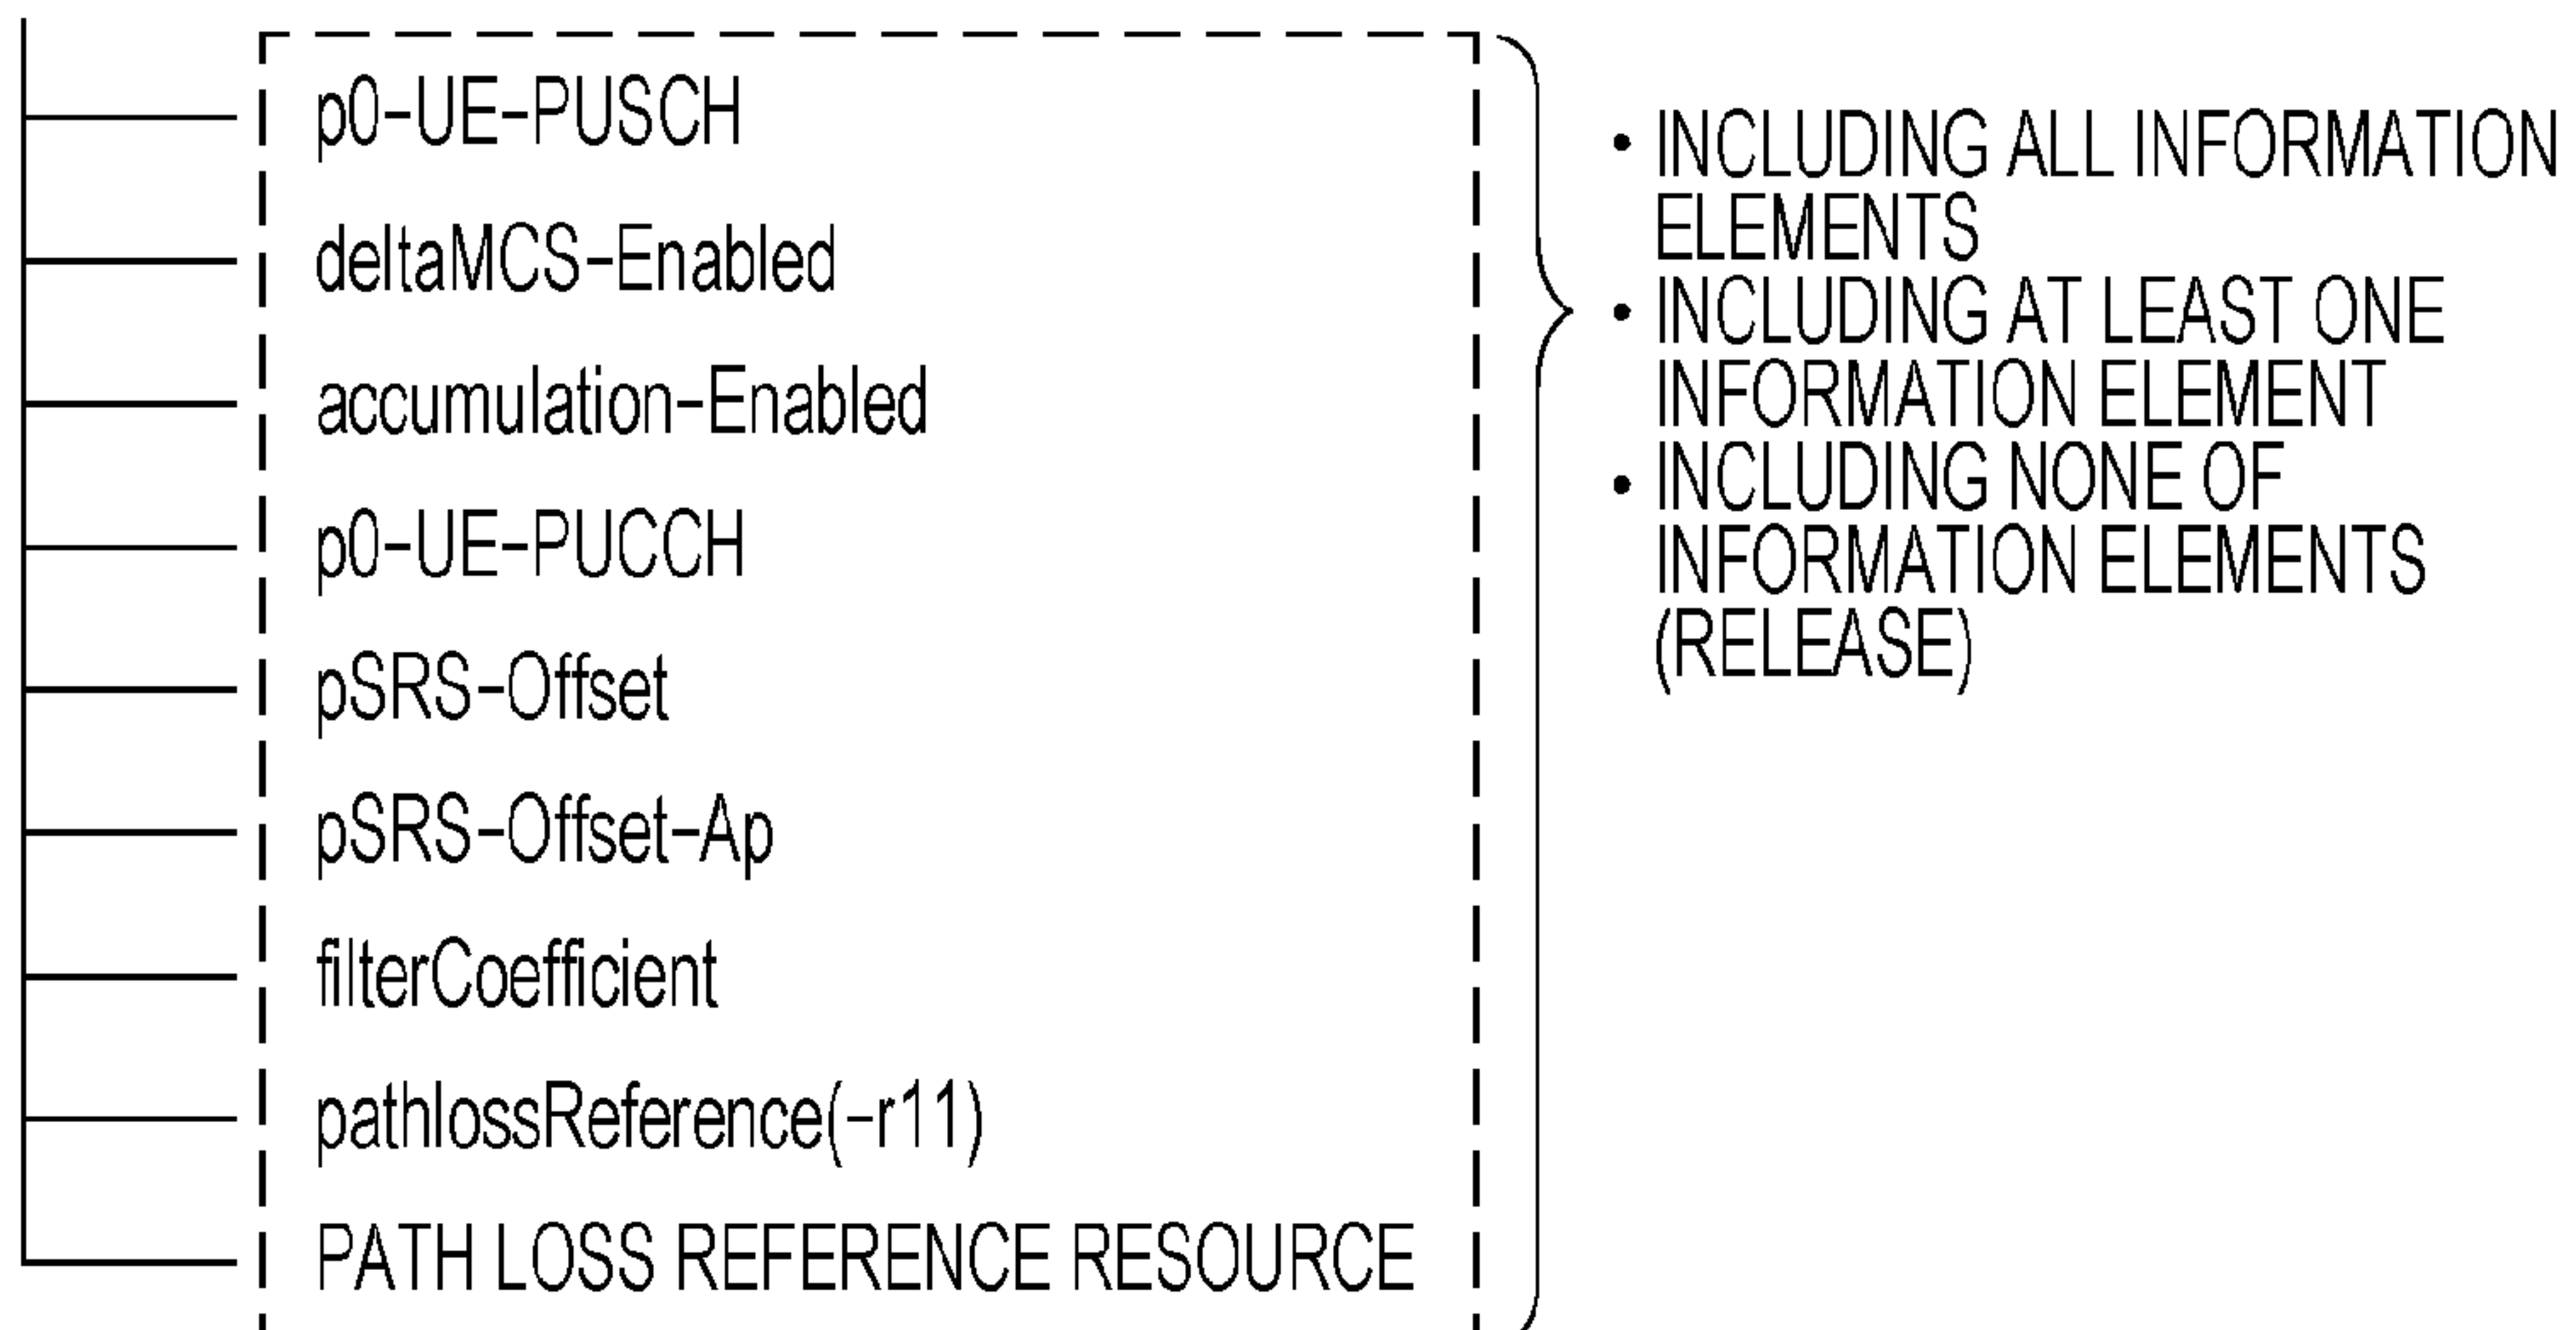 p0-UE-PUSCH
deltaMCS-Enabled
accumulation-Enabled
p0-UE-PUCCH
pSRS-Offset
pSRS-Offset-Ap
filterCoefficient
pathlossReference(-r11)
PATH LOSS REFERENCE RESOURCE
• INCLUDING ALL INFORMATION
ELEMENTS
• INCLUDING AT LEAST ONE
INFORMATION ELEMENT
• INCLUDING NONE OF
INFORMATION ELEMENTS
(RELEASE)